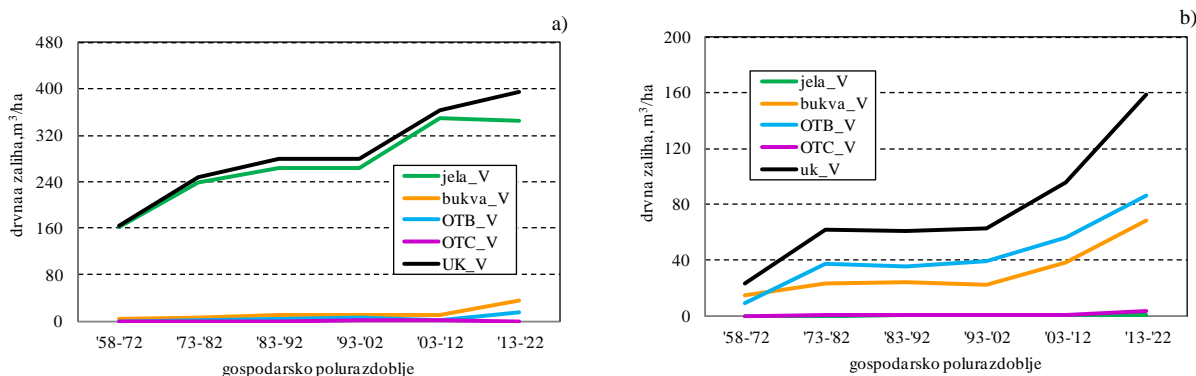 a)
drvnaa zaliha, m³/ha
480
400
320
240
160
80
0
jela_V
bukva_V
OTB_V
OTC_V
UK_V
'58-72 '73-82 '83-92 '93-02 '03-12 '13-22
gospodarsko polurazdoblje
b)
drvna zaliha, m³/ha
200
160
120
80
40
0
jela_V
bukva_V
OTB_V
OTC_V
uk_V
'58-72 '73-82 '83-92 '93-02 '03-12 '13-22
gospodarsko polurazdoblje